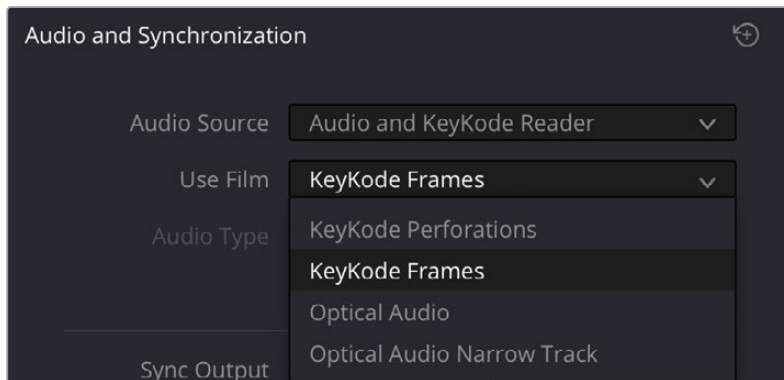 Audio and Synchronization
Audio Source Audio and KeyKode Reader
Use Film KeyKode Frames
Audio Type KeyKode Perforations
KeyKode Frames
Optical Audio
Sync Output Optical Audio Narrow Track